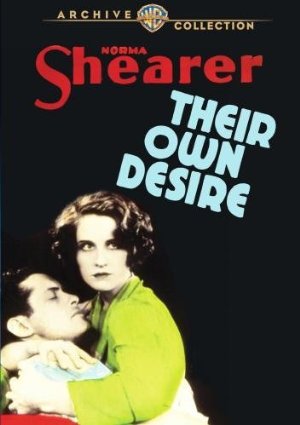 ARCHIVE WB COLLECTION
NORMA
Shearer
THEIR
OWN
DESIRE